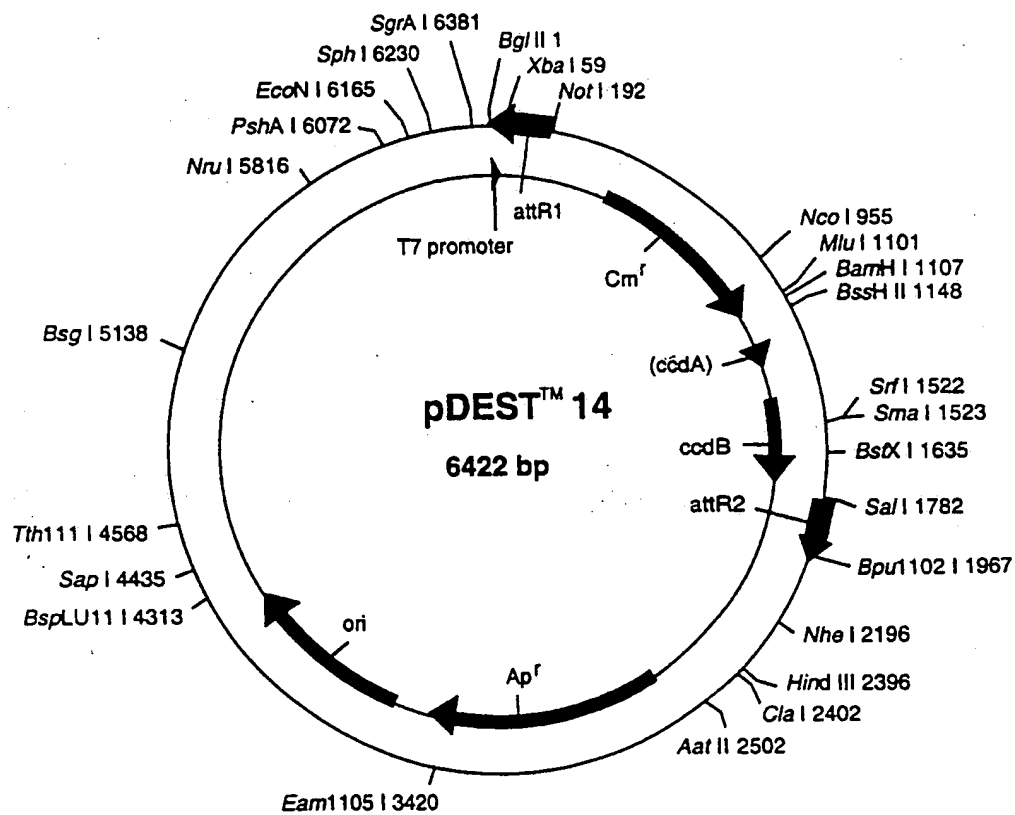 SgrA I 6381
Sph I 6230
EcoN I 6165
PshA I 6072
Nru I 5816
Bgl II 1
Xba I 59
Not I 192
attR1
T7 promoter
Cmr
Nco I 955
Mlu I 1101
BamH I 1107
BssH II 1148
Bsg I 5138
(ccdA)
pDEST™ 14
6422 bp
Srf I 1522
Sma I 1523
ccdB
BstX I 1635
attR2
Sal I 1782
Bpu1102 I 1967
Tth111 I 4568
Sap I 4435
BspLU11 I 4313
ori
Apr
Nhe I 2196
Hind III 2396
Cla I 2402
Aat II 2502
Eam1105 I 3420